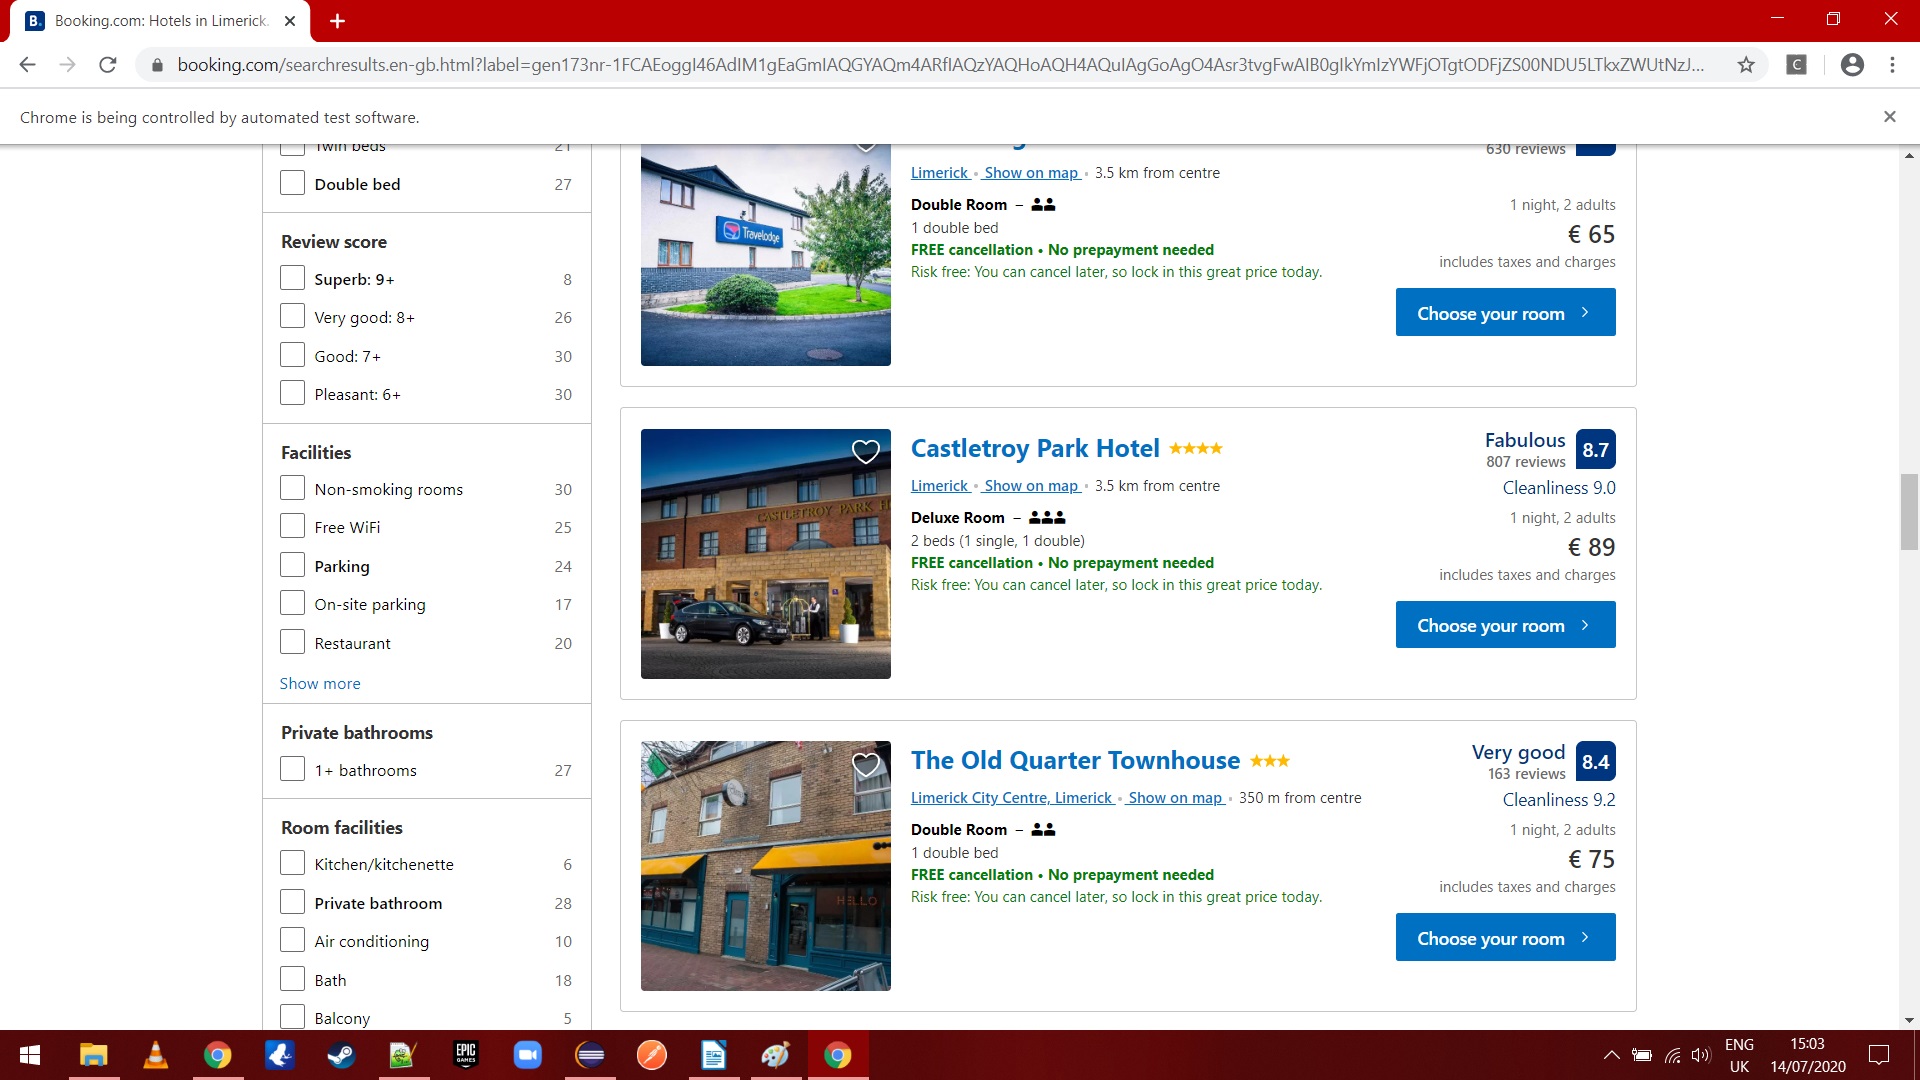 Booking.com: Hotels in Limerick.
booking.com/searchresults.en-gb.html?label=gen173nr-1FCAEoggI46AdIM1gEaGmIAQGYAQm4ARfIAQzYAQHoAQH4AQuIAgGoAgO4Asr3tvgFwAIB0gIkYmIzYWFjOTgtODFjZS00NDU5LTkxZWUtNzJ...
C
Chrome is being controlled by automated test software.
Twin beds 21
Double bed 27
Review score
Superb: 9+ 8
Very good: 8+ 26
Good: 7+ 30
Pleasant: 6+ 30
Facilities
Non-smoking rooms 30
Free WiFi 25
Parking 24
On-site parking 17
Restaurant 20
Show more
Private bathrooms
1+ bathrooms 27
Room facilities
Kitchen/kitchenette 6
Private bathroom 28
Air conditioning 10
Bath 18
Balcony 5
Travelodge
630 reviews
Limerick • Show on map • 3.5 km from centre
Double Room –
1 double bed
FREE cancellation • No prepayment needed
Risk free: You can cancel later, so lock in this great price today.
1 night, 2 adults
€ 65
includes taxes and charges
Choose your room
CASTLETROY PARK H
Castletroy Park Hotel
Fabulous 8.7
807 reviews
Cleanliness 9.0
Limerick • Show on map • 3.5 km from centre
Deluxe Room –
2 beds (1 single, 1 double)
FREE cancellation • No prepayment needed
Risk free: You can cancel later, so lock in this great price today.
1 night, 2 adults
€ 89
includes taxes and charges
Choose your room
HELLO
The Old Quarter Townhouse
Very good 8.4
163 reviews
Cleanliness 9.2
Limerick City Centre, Limerick • Show on map • 350 m from centre
Double Room –
1 double bed
FREE cancellation • No prepayment needed
Risk free: You can cancel later, so lock in this great price today.
1 night, 2 adults
€ 75
includes taxes and charges
Choose your room
EPIC
GAMES
ENG
UK
15:03
14/07/2020